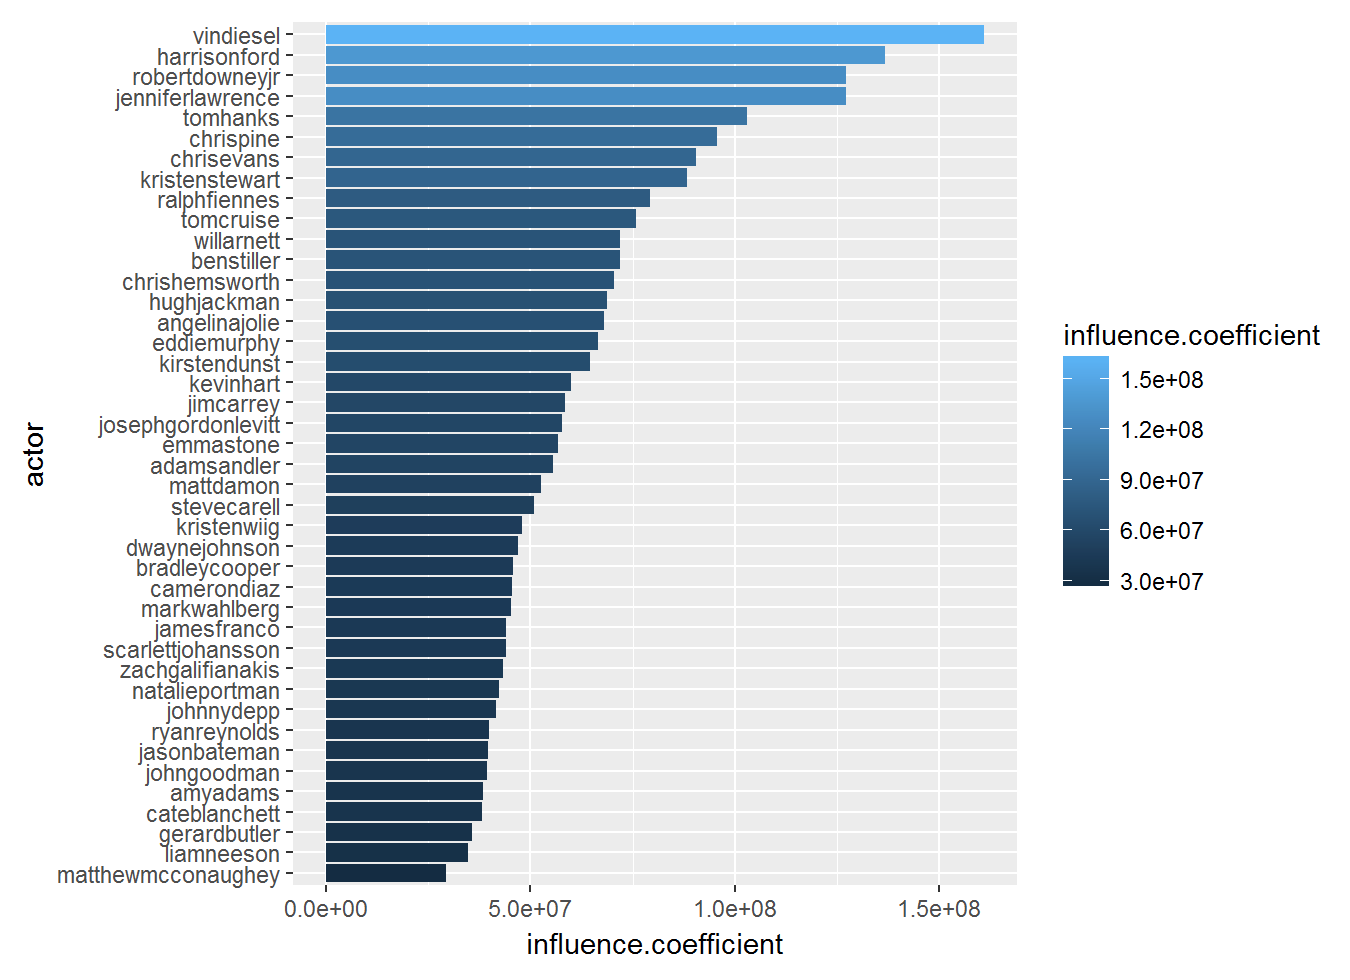 actor
vindiesel
harrisonford
robertdowneyjr
jenniferlawrence
tomhanks
chrispine
chrisevans
kristenstewart
ralphfiennes
tomcruise
willarnett
benstiller
chrishemsworth
hughjackman
angelinajolie
eddiemurphy
kirstendunst
kevinhart
jimcarrey
josephgordonlevitt
emmastone
adamsandler
mattdamon
stevecarell
kristenwiig
dwaynejohnson
bradleycooper
camerondiaz
markwahlberg
jamesfranco
scarlettjohansson
zachgalifianakis
natalieportman
johnnydepp
ryanreynolds
jasonbateman
johngoodman
amyadams
cateblanchett
gerardbutler
liamneeson
matthewmcconaughey
0.0e+00 5.0e+07 1.0e+08 1.5e+08
influence.coefficient
influence.coefficient
1.5e+08
1.2e+08
9.0e+07
6.0e+07
3.0e+07